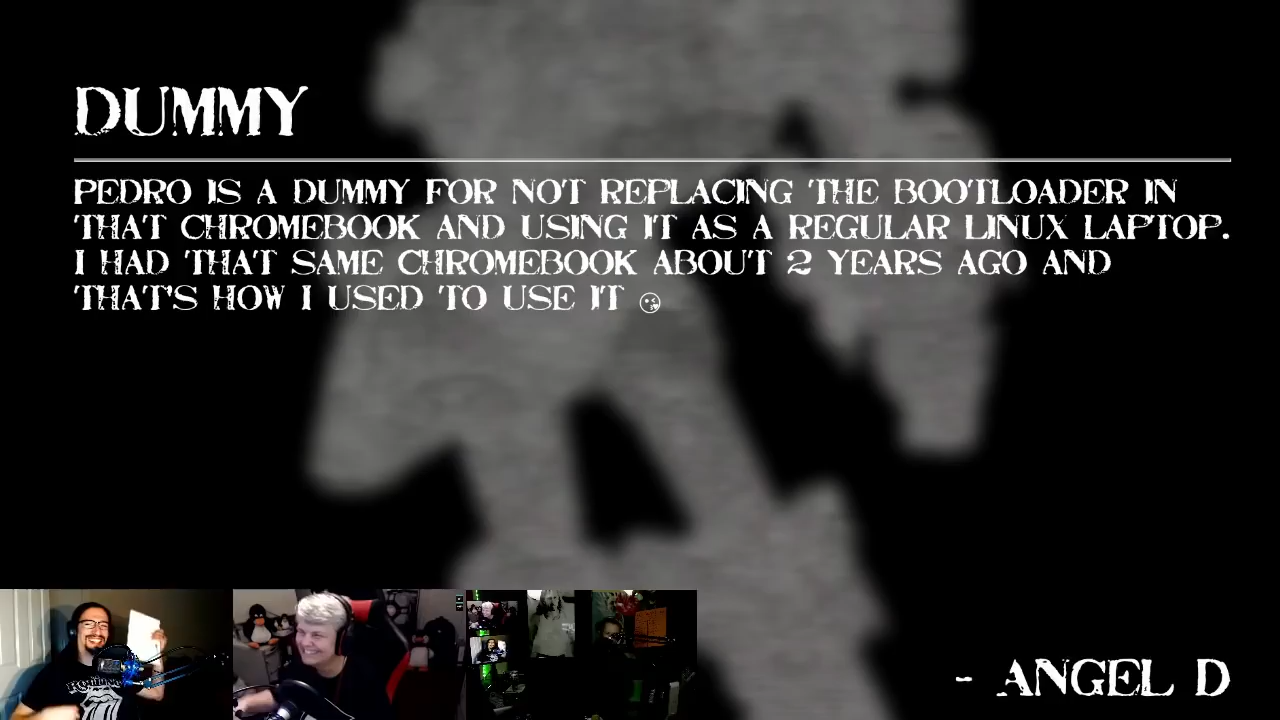 DUMMY
PEDRO IS A DUMMY FOR NOT REPLACING THE BOOTLOADER IN
THAT CHROMEBOOK AND USING IT AS A REGULAR LINUX LAPTOP.
I HAD THAT SAME CHROMEBOOK ABOUT 2 YEARS AGO AND
THAT'S HOW I USED TO USE IT 😘
- ANGEL D